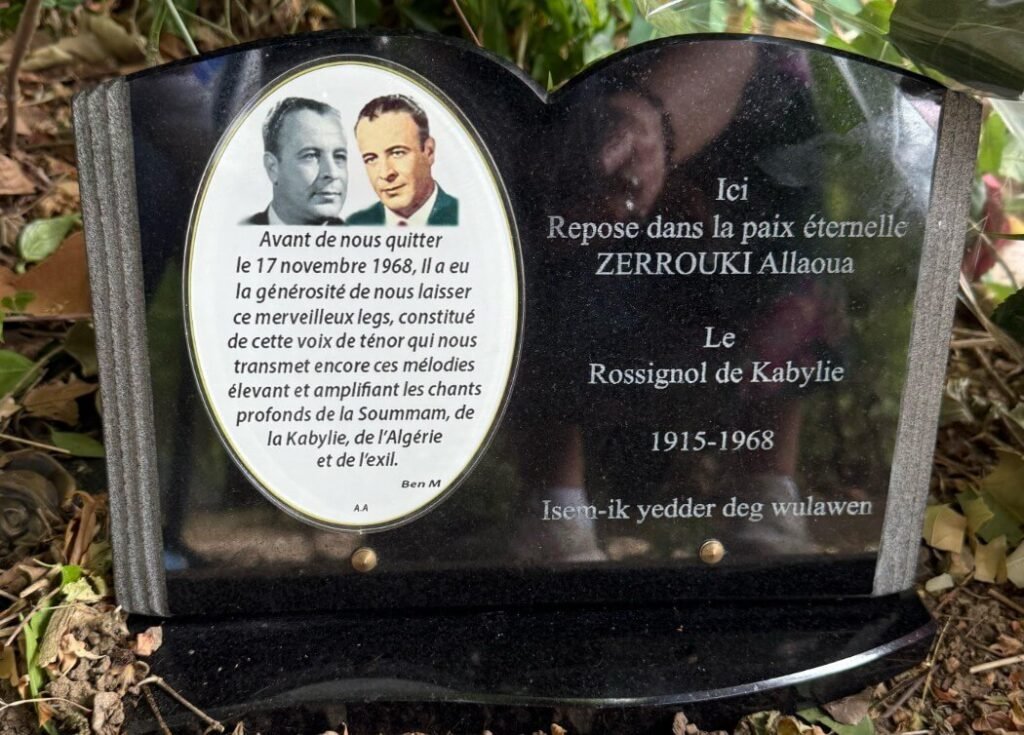 Avant de nous quitter
le 17 novembre 1968, Il a eu
la générosité de nous laisser
ce merveilleux legs, constitué
de cette voix de ténor qui nous
transmet encore ces mélodies
élevant et amplifiant les chants
profonds de la Soummam, de
la Kabylie, de l'Algérie
et de l'exil.
Ben M
A.A
Ici
Repose dans la paix éternelle
ZERROUKI Allaoua
Le
Rossignol de Kabylie
1915-1968
Isem-ik yedder deg wulawen